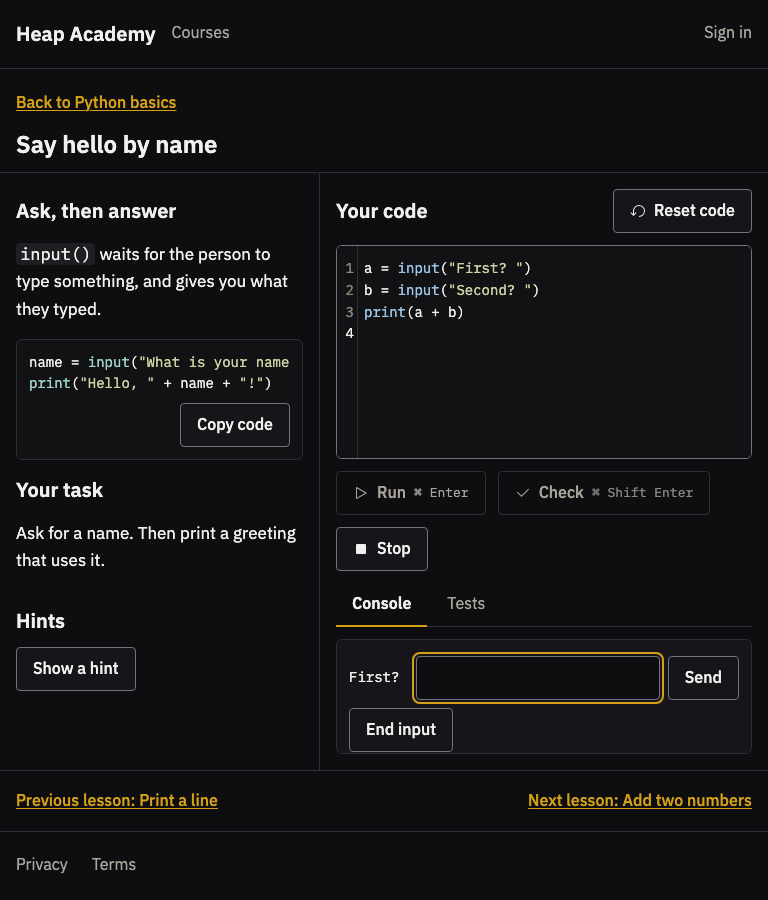 Heap Academy Courses Sign in
Back to Python basics
Say hello by name
Ask, then answer
input() waits for the person to
type something, and gives you what
they typed.
name = input("What is your name
print("Hello, " + name + "!")
Copy code
Your task
Ask for a name. Then print a greeting
that uses it.
Hints
Show a hint
Your code
Reset code
1 a = input("First? ")
2 b = input("Second? ")
3 print(a + b)
4
Run ⌘ Enter
Check ⌘ Shift Enter
Stop
Console Tests
First? Send
End input
Previous lesson: Print a line Next lesson: Add two numbers
Privacy Terms